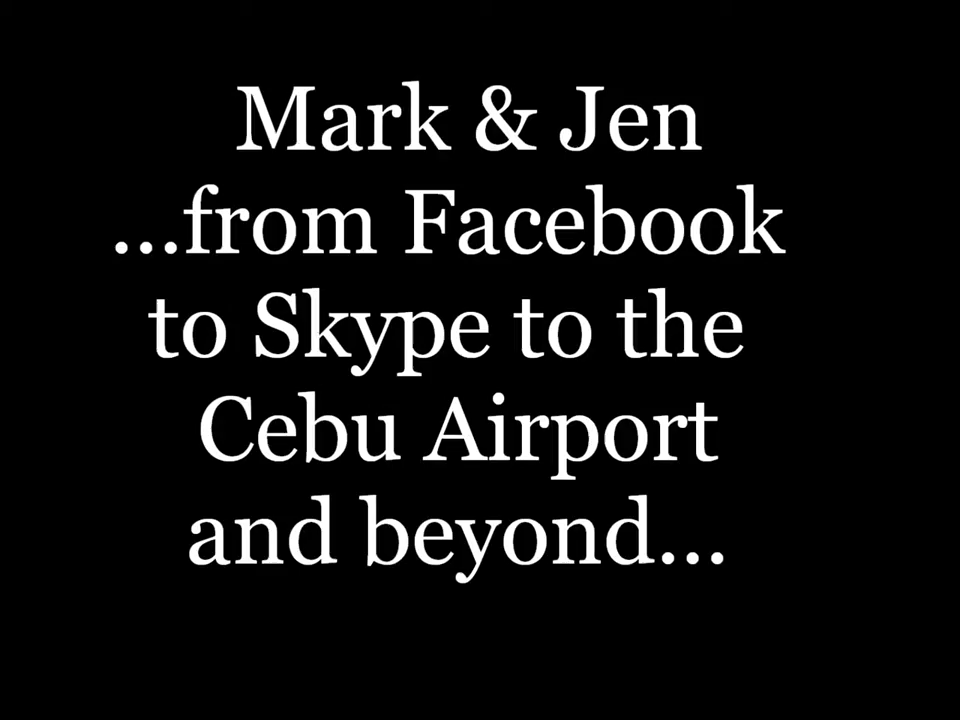 Mark & Jen
...from Facebook
to Skype to the
Cebu Airport
and beyond...